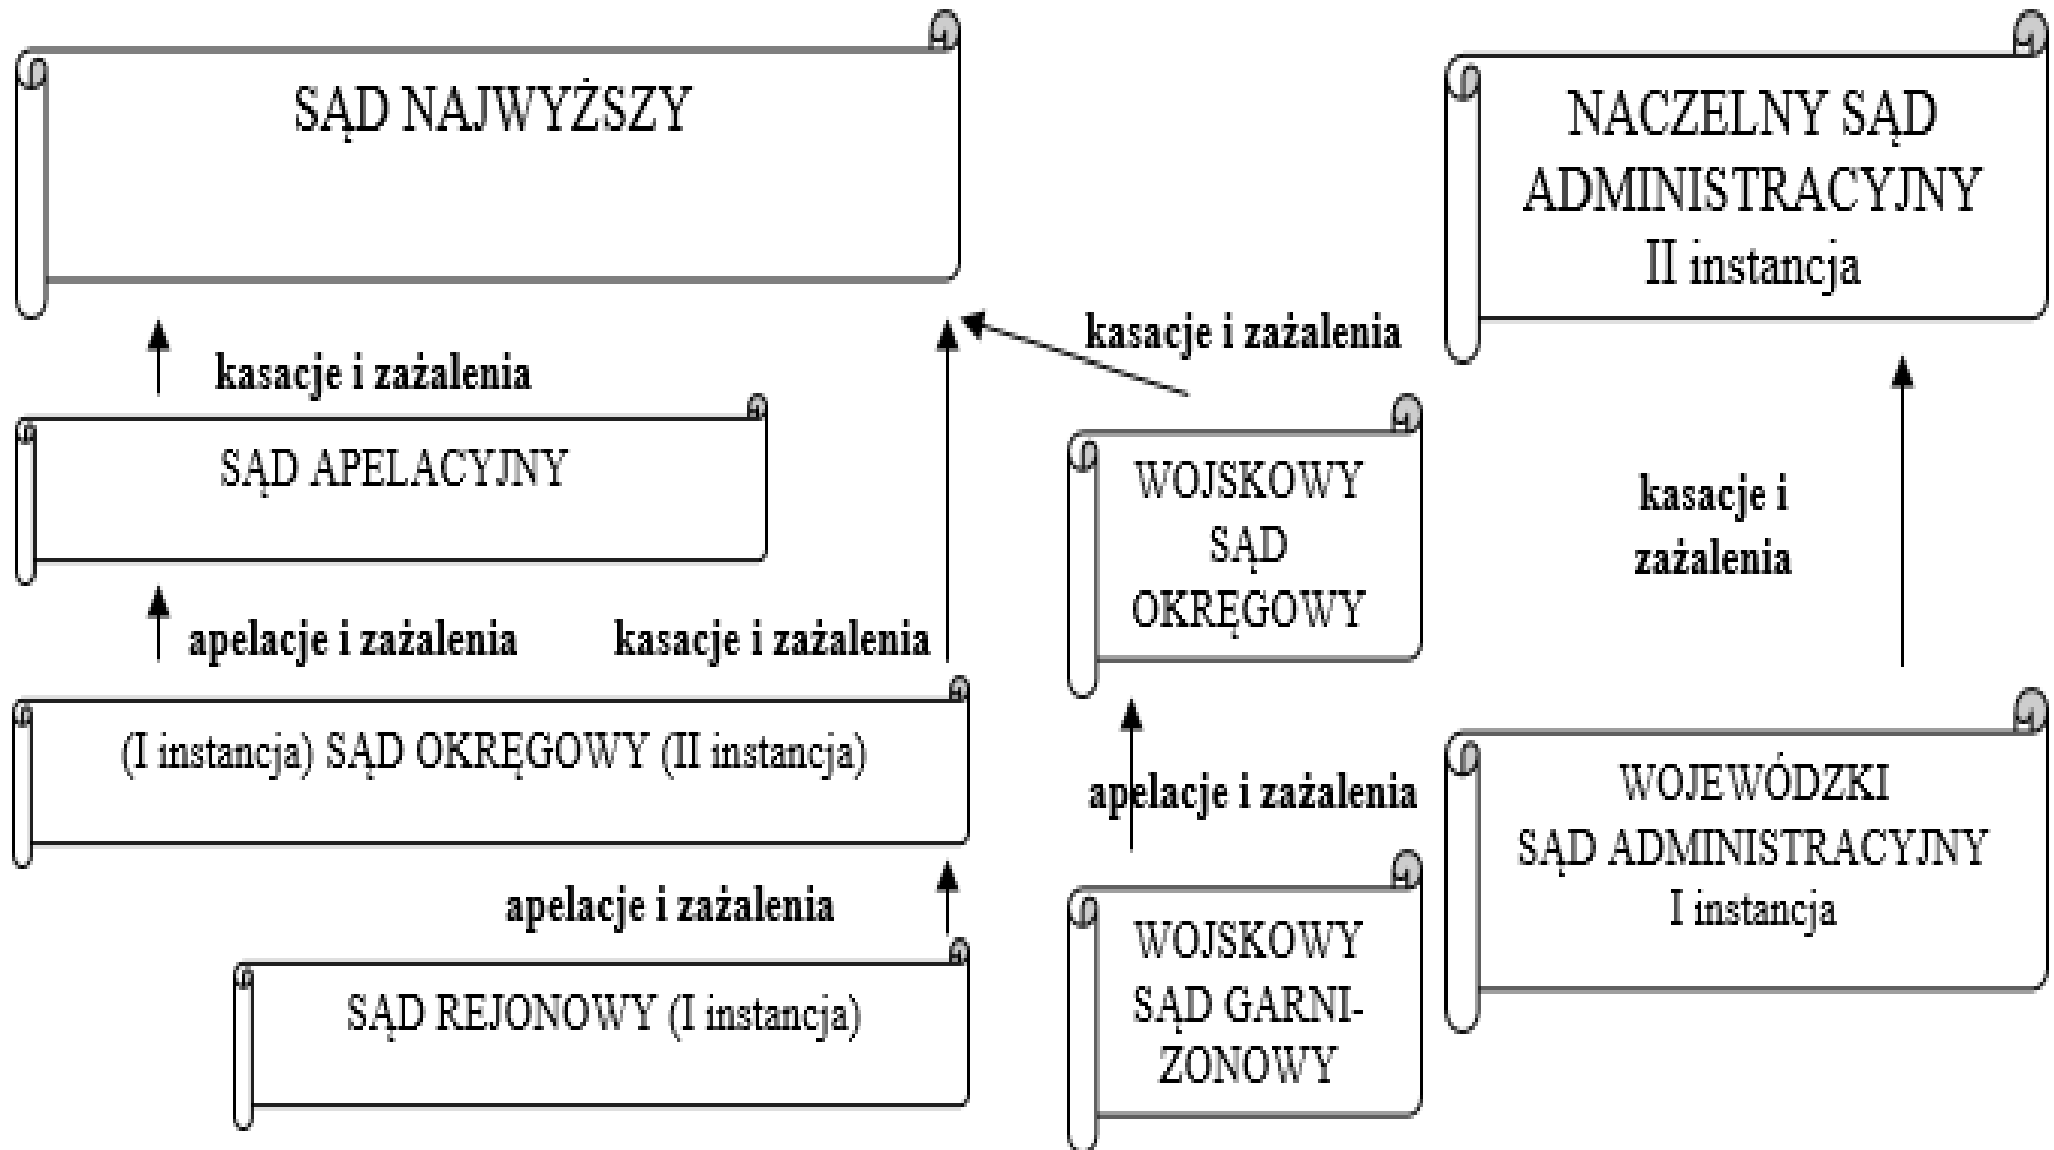 SĄD NAJWYŻSZY
NACZELNY SĄD
ADMINISTRACYJNY
II instancja
kasacje i zażalenia
kasacje i zażalenia
SĄD APELACYJNY
WOJSKOWY
SĄD
OKRĘGOWY
kasacje i
zażalenia
apelacje i zażalenia
kasacje i zażalenia
(I instancja) SĄD OKRĘGOWY (II instancja)
apelacje i zażalenia
WOJEWÓDZKI
SĄD ADMINISTRACYJNY
I instancja
apelacje i zażalenia
SĄD REJONOWY (I instancja)
WOJSKOWY
SĄD GARNI-
ZONOWY